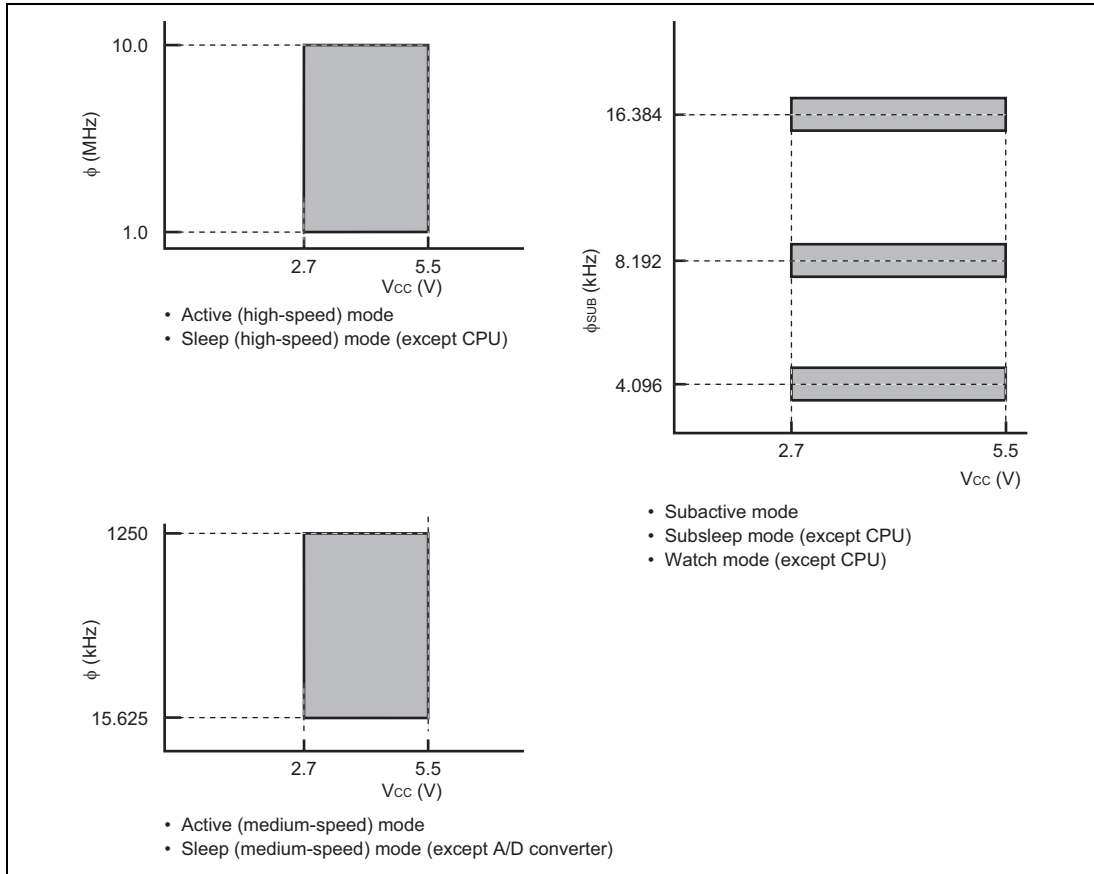 10.0
φ (MHz)
1.0
2.7
5.5
Vcc (V)
• Active (high-speed) mode
• Sleep (high-speed) mode (except CPU)
16.384
8.192
φSUB (kHz)
4.096
2.7
5.5
Vcc (V)
• Subactive mode
• Subsleep mode (except CPU)
• Watch mode (except CPU)
1250
φ (kHz)
15.625
2.7
5.5
Vcc (V)
• Active (medium-speed) mode
• Sleep (medium-speed) mode (except A/D converter)